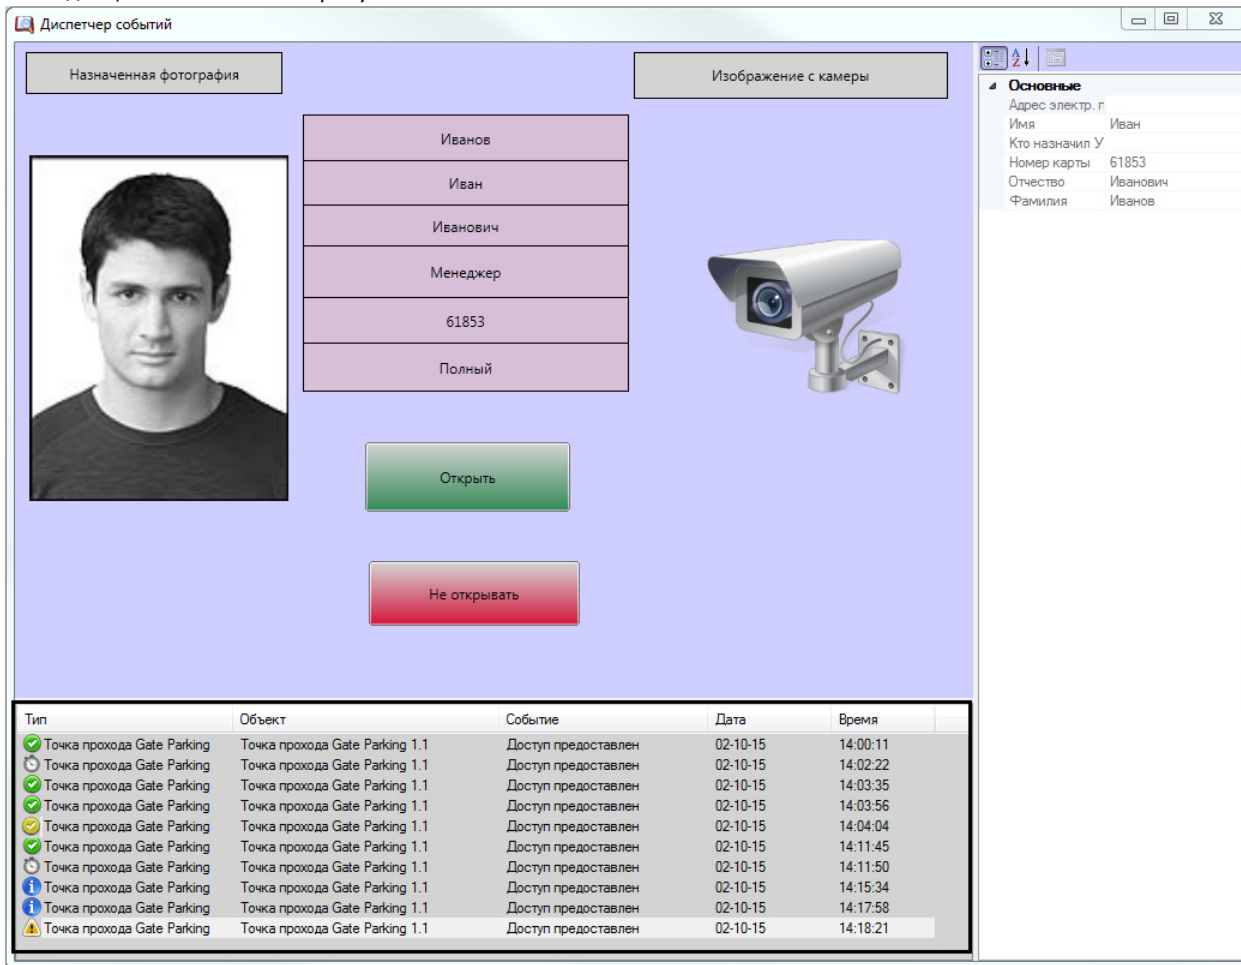 Диспетчер событий
Назначенная фотография
Изображение с камеры
Иванов
Иван
Иванович
Менеджер
61853
Полный
Открыть
Не открывать
Основные
Адрес электр. п
Имя Иван
Кто назначил У
Номер карты 61853
Отчество Иванович
Фамилия Иванов
Тип Объект Событие Дата Время
Точка прохода Gate Parking Точка прохода Gate Parking 1.1 Доступ предоставлен 02-10-15 14:00:11
Точка прохода Gate Parking Точка прохода Gate Parking 1.1 Доступ предоставлен 02-10-15 14:02:22
Точка прохода Gate Parking Точка прохода Gate Parking 1.1 Доступ предоставлен 02-10-15 14:03:35
Точка прохода Gate Parking Точка прохода Gate Parking 1.1 Доступ предоставлен 02-10-15 14:03:56
Точка прохода Gate Parking Точка прохода Gate Parking 1.1 Доступ предоставлен 02-10-15 14:04:04
Точка прохода Gate Parking Точка прохода Gate Parking 1.1 Доступ предоставлен 02-10-15 14:11:45
Точка прохода Gate Parking Точка прохода Gate Parking 1.1 Доступ предоставлен 02-10-15 14:11:50
Точка прохода Gate Parking Точка прохода Gate Parking 1.1 Доступ предоставлен 02-10-15 14:15:34
Точка прохода Gate Parking Точка прохода Gate Parking 1.1 Доступ предоставлен 02-10-15 14:17:58
Точка прохода Gate Parking Точка прохода Gate Parking 1.1 Доступ предоставлен 02-10-15 14:18:21